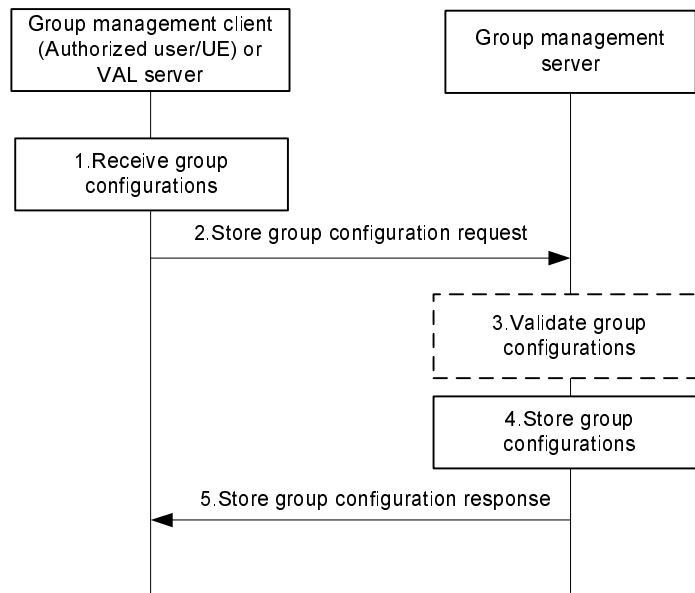 Group management client
(Authorized user/UE) or
VAL server
Group management
server
1.Receive group
configurations
2.Store group configuration request
3.Validate group
configurations
4.Store group
configurations
5.Store group configuration response